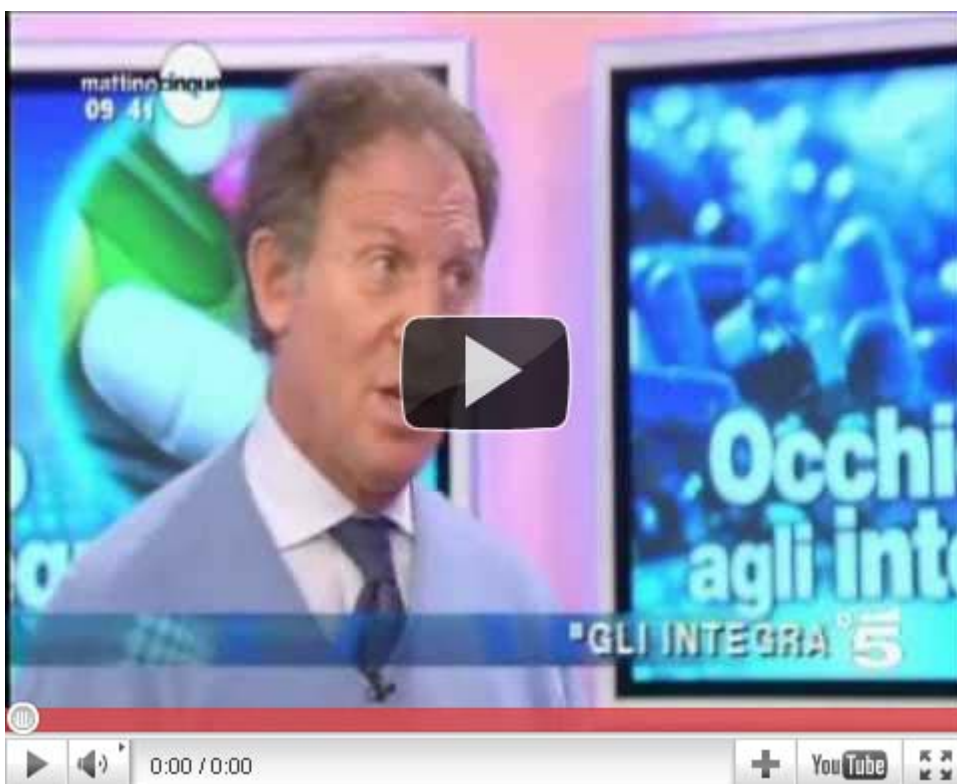 mattino cinque
09 41
Occhi
agli inte
"GLI INTEGRA
5
0:00 / 0:00
YouTube